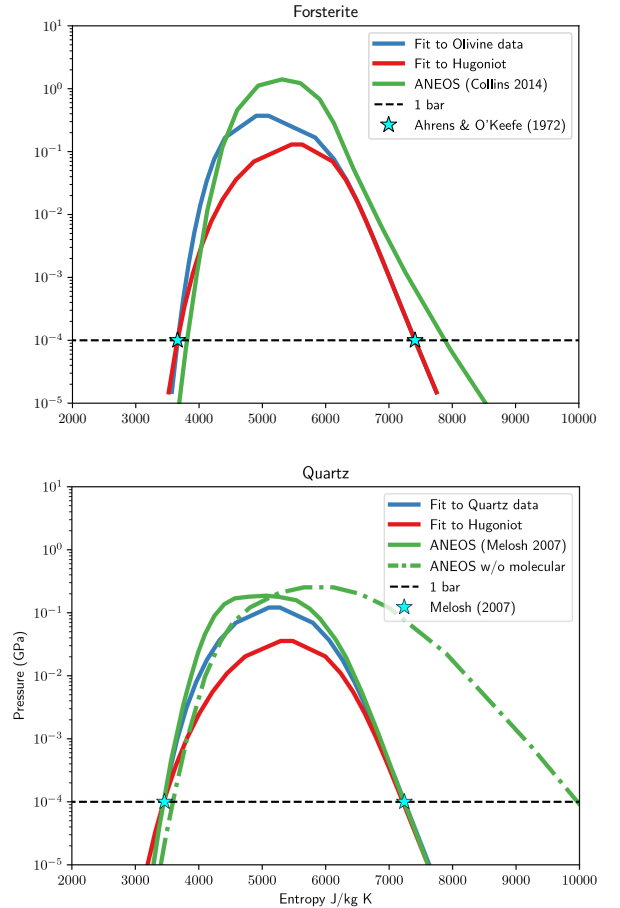 Forsterite
10^1
10^0
10^-1
10^-2
10^-3
10^-4
10^-5
Fit to Olivine data
Fit to Hugoniot
ANEOS (Collins 2014)
1 bar
Ahrens & O'Keefe (1972)
2000 3000 4000 5000 6000 7000 8000 9000 10000
Quartz
Pressure (GPa)
10^1
10^0
10^-1
10^-2
10^-3
10^-4
10^-5
Fit to Quartz data
Fit to Hugoniot
ANEOS (Melosh 2007)
ANEOS w/o molecular
1 bar
Melosh (2007)
2000 3000 4000 5000 6000 7000 8000 9000 10000
Entropy J/kg K